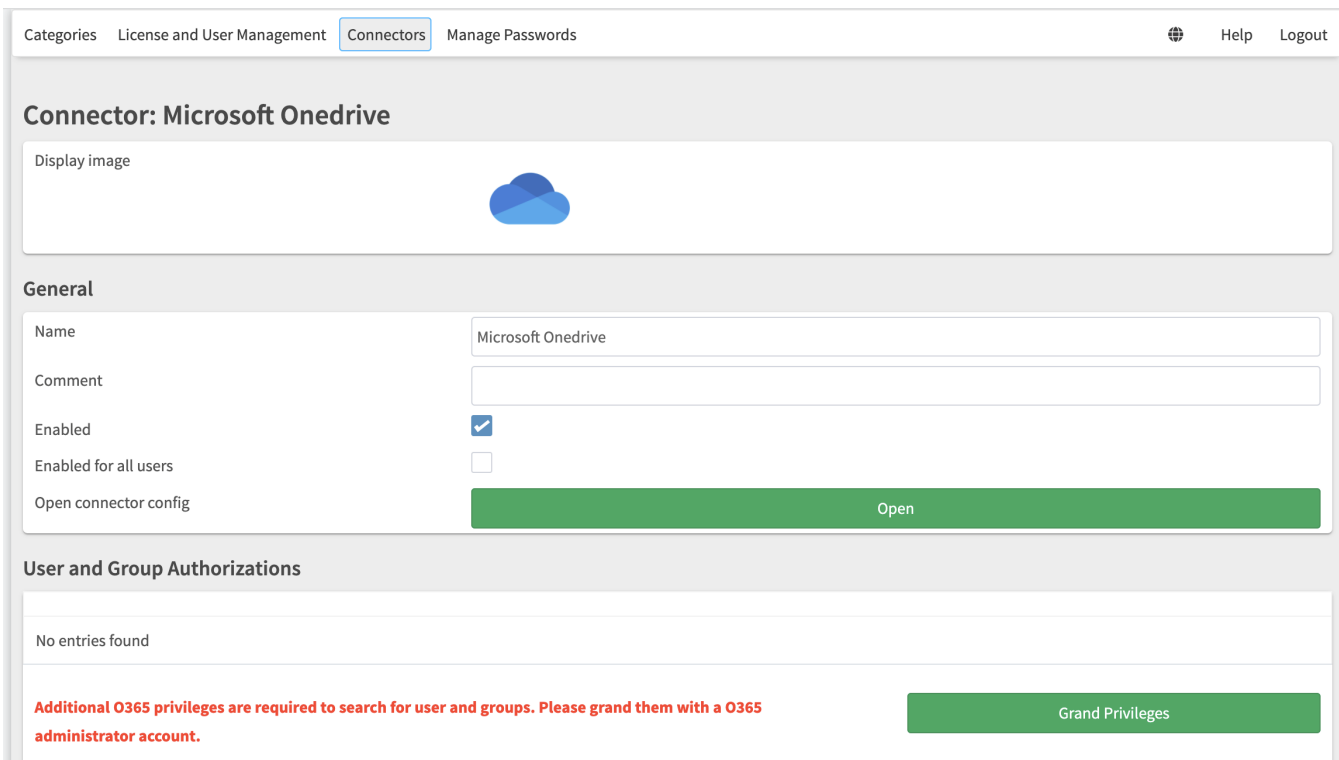 Categories License and User Management Connectors Manage Passwords Help Logout
Connector: Microsoft Onedrive
Display image
General
Name Microsoft Onedrive
Comment
Enabled
Enabled for all users
Open connector config Open
User and Group Authorizations
No entries found
Additional O365 privileges are required to search for user and groups. Please grand them with a O365
administrator account.
Grand Privileges